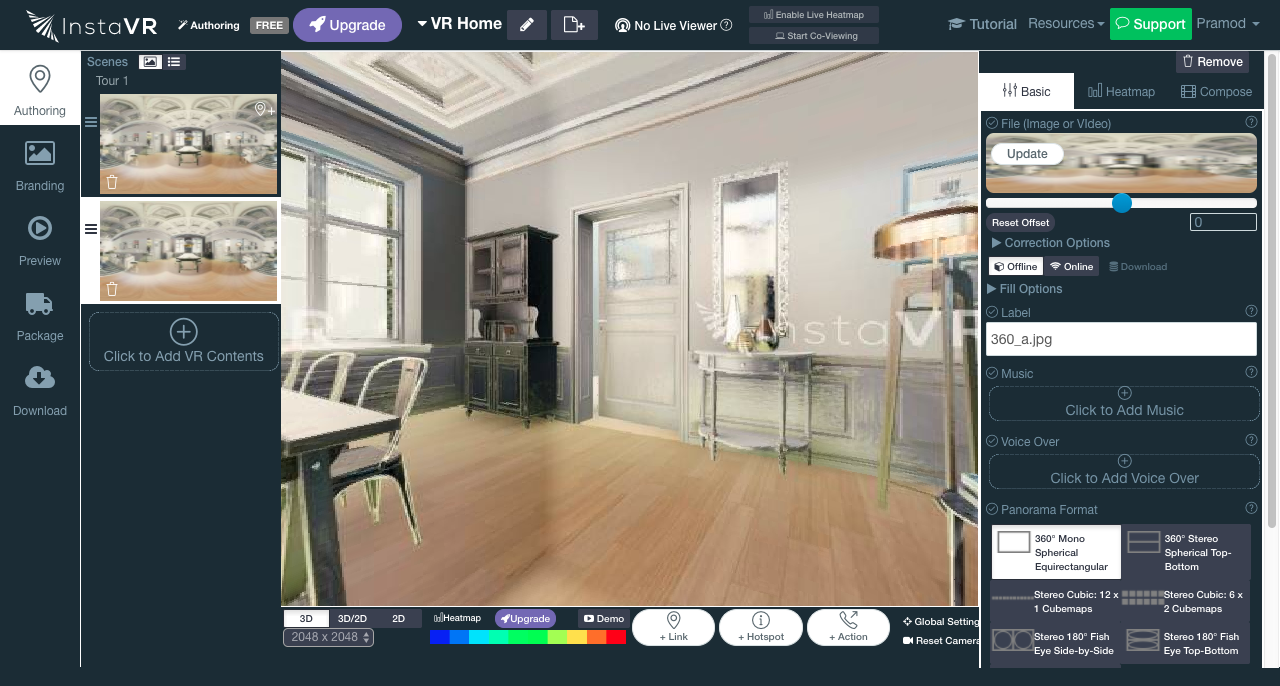 InstaVR
Authoring
FREE
Upgrade
VR Home
No Live Viewer
Enable Live Heatmap
Start Co-Viewing
Tutorial
Resources
Support
Pramod
Authoring
Branding
Preview
Package
Download
Scenes
Tour 1
Click to Add VR Contents
InstaVR
R
3D
3D/2D
2D
2048 x 2048
Heatmap
Upgrade
Demo
+ Link
+ Hotspot
+ Action
Global Setting
Reset Camera
Remove
Basic
Heatmap
Compose
File (Image or VIdeo)
Update
Reset Offset
0
Correction Options
Offline
Online
Download
Fill Options
Label
360_a.jpg
Music
Click to Add Music
Voice Over
Click to Add Voice Over
Panorama Format
360° Mono
Spherical
Equirectangular
360° Stereo
Spherical Top-
Bottom
Stereo Cubic: 12 x
1 Cubemaps
Stereo Cubic: 6 x
2 Cubemaps
Stereo 180° Fish
Eye Side-by-Side
Stereo 180° Fish
Eye Top-Bottom